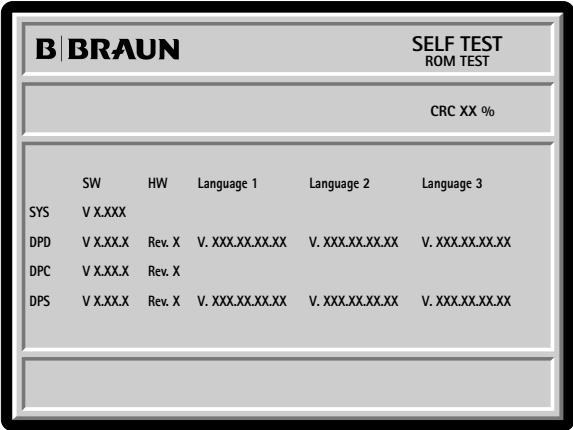 B BRAUN
SELF TEST
ROM TEST
CRC XX %
SW HW Language 1 Language 2 Language 3
SYS V X.XXX
DPD V X.XX.X Rev. X V. XXX.XX.XX.XX V. XXX.XX.XX.XX V. XXX.XX.XX.XX
DPC V X.XX.X Rev. X
DPS V X.XX.X Rev. X V. XXX.XX.XX.XX V. XXX.XX.XX.XX V. XXX.XX.XX.XX